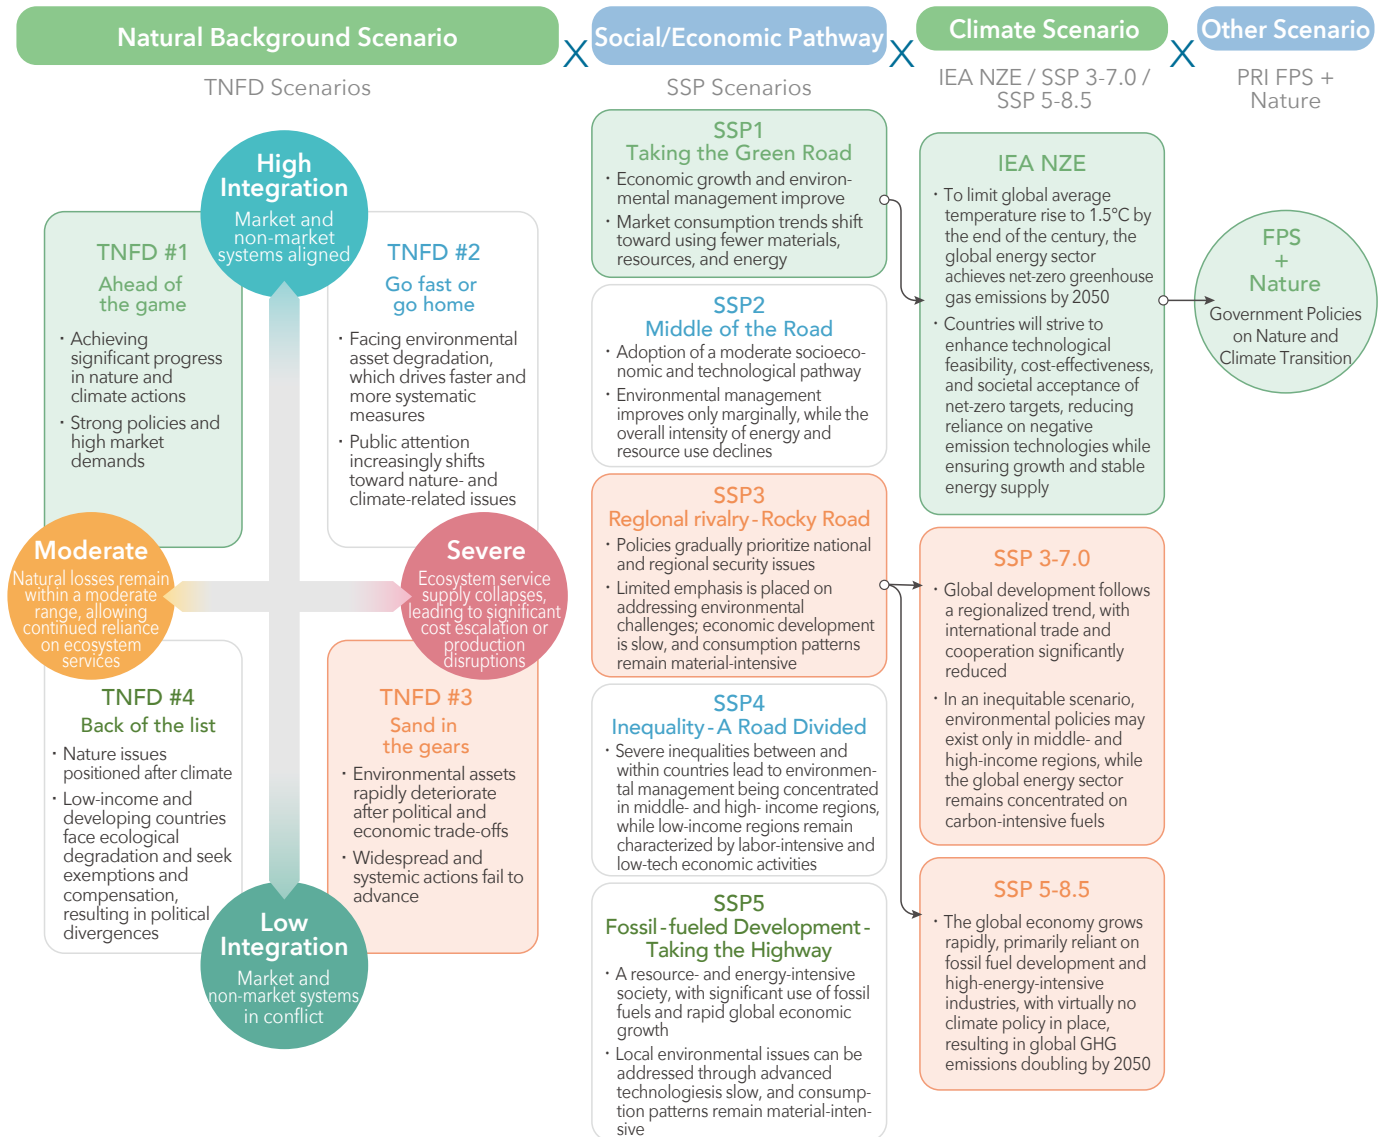 Natural Background Scenario
X
Social/Economic Pathway
X
Climate Scenario
X
Other Scenario
TNFD Scenarios
SSP Scenarios
IEA NZE / SSP 3-7.0 /
SSP 5-8.5
PRI FPS +
Nature
High
Integration
Market and
non-market
systems aligned
TNFD #1
Ahead of
the game
· Achieving
significant progress
in nature and
climate actions
· Strong policies and
high market
demands
TNFD #2
Go fast or
go home
· Facing environmental
asset degradation,
which drives faster and
more systematic
measures
· Public attention
increasingly shifts
toward nature- and
climate-related issues
Moderate
Natural losses remain
within a moderate
range, allowing
continued reliance
on ecosystem
services
Severe
Ecosystem service
supply collapses,
leading to significant
cost escalation or
production
disruptions
TNFD #4
Back of the list
· Nature issues
positioned after climate
· Low-income and
developing countries
face ecological
degradation and seek
exemptions and
compensation,
resulting in political
divergences
TNFD #3
Sand in
the gears
· Environmental assets
rapidly deteriorate
after political and
economic trade-offs
· Widespread and
systemic actions fail to
advance
Low
Integration
Market and
non-market systems
in conflict
SSP1
Taking the Green Road
· Economic growth and environ-
mental management improve
· Market consumption trends shift
toward using fewer materials,
resources, and energy
SSP2
Middle of the Road
· Adoption of a moderate socioeco-
nomic and technological pathway
· Environmental management
improves only marginally, while the
overall intensity of energy and
resource use declines
SSP3
Regional rivalry - Rocky Road
· Policies gradually prioritize national
and regional security issues
· Limited emphasis is placed on
addressing environmental
challenges; economic development
is slow, and consumption patterns
remain material-intensive
SSP4
Inequality - A Road Divided
· Severe inequalities between and
within countries lead to environmen-
tal management being concentrated
in middle- and high- income regions,
while low-income regions remain
characterized by labor-intensive and
low-tech economic activities
SSP5
Fossil - fueled Development -
Taking the Highway
· A resource- and energy-intensive
society, with significant use of fossil
fuels and rapid global economic
growth
· Local environmental issues can be
addressed through advanced
technologiesis slow, and consump-
tion patterns remain material-inten-
sive
IEA NZE
· To limit global average
temperature rise to 1.5°C by
the end of the century, the
global energy sector
achieves net-zero greenhouse
gas emissions by 2050
· Countries will strive to
enhance technological
feasibility, cost-effectiveness,
and societal acceptance of
net-zero targets, reducing
reliance on negative
emission technologies while
ensuring growth and stable
energy supply
SSP 3-7.0
· Global development follows
a regionalized trend, with
international trade and
cooperation significantly
reduced
· In an inequitable scenario,
environmental policies may
exist only in middle- and
high-income regions, while
the global energy sector
remains concentrated on
carbon-intensive fuels
SSP 5-8.5
· The global economy grows
rapidly, primarily reliant on
fossil fuel development and
high-energy-intensive
industries, with virtually no
climate policy in place,
resulting in global GHG
emissions doubling by 2050
FPS
+
Nature
Government Policies
on Nature and
Climate Transition